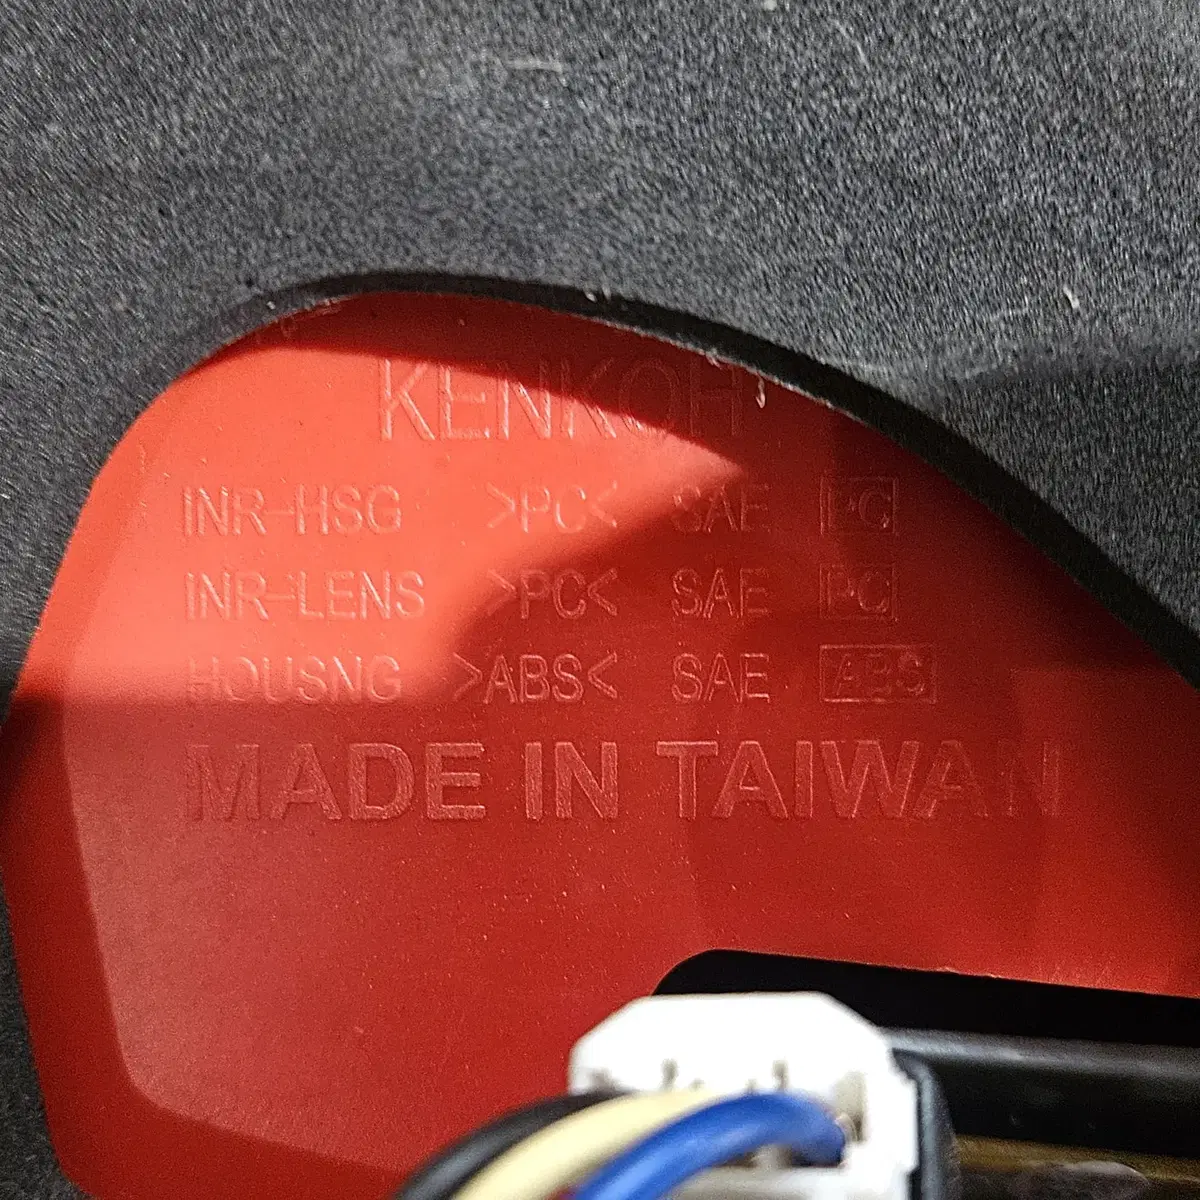 KENKOH
INR-HSG >PC< SAE PC
INR-LENS >PC< SAE PC
HOUSNG >ABS< SAE ABS
MADE IN TAIWAN